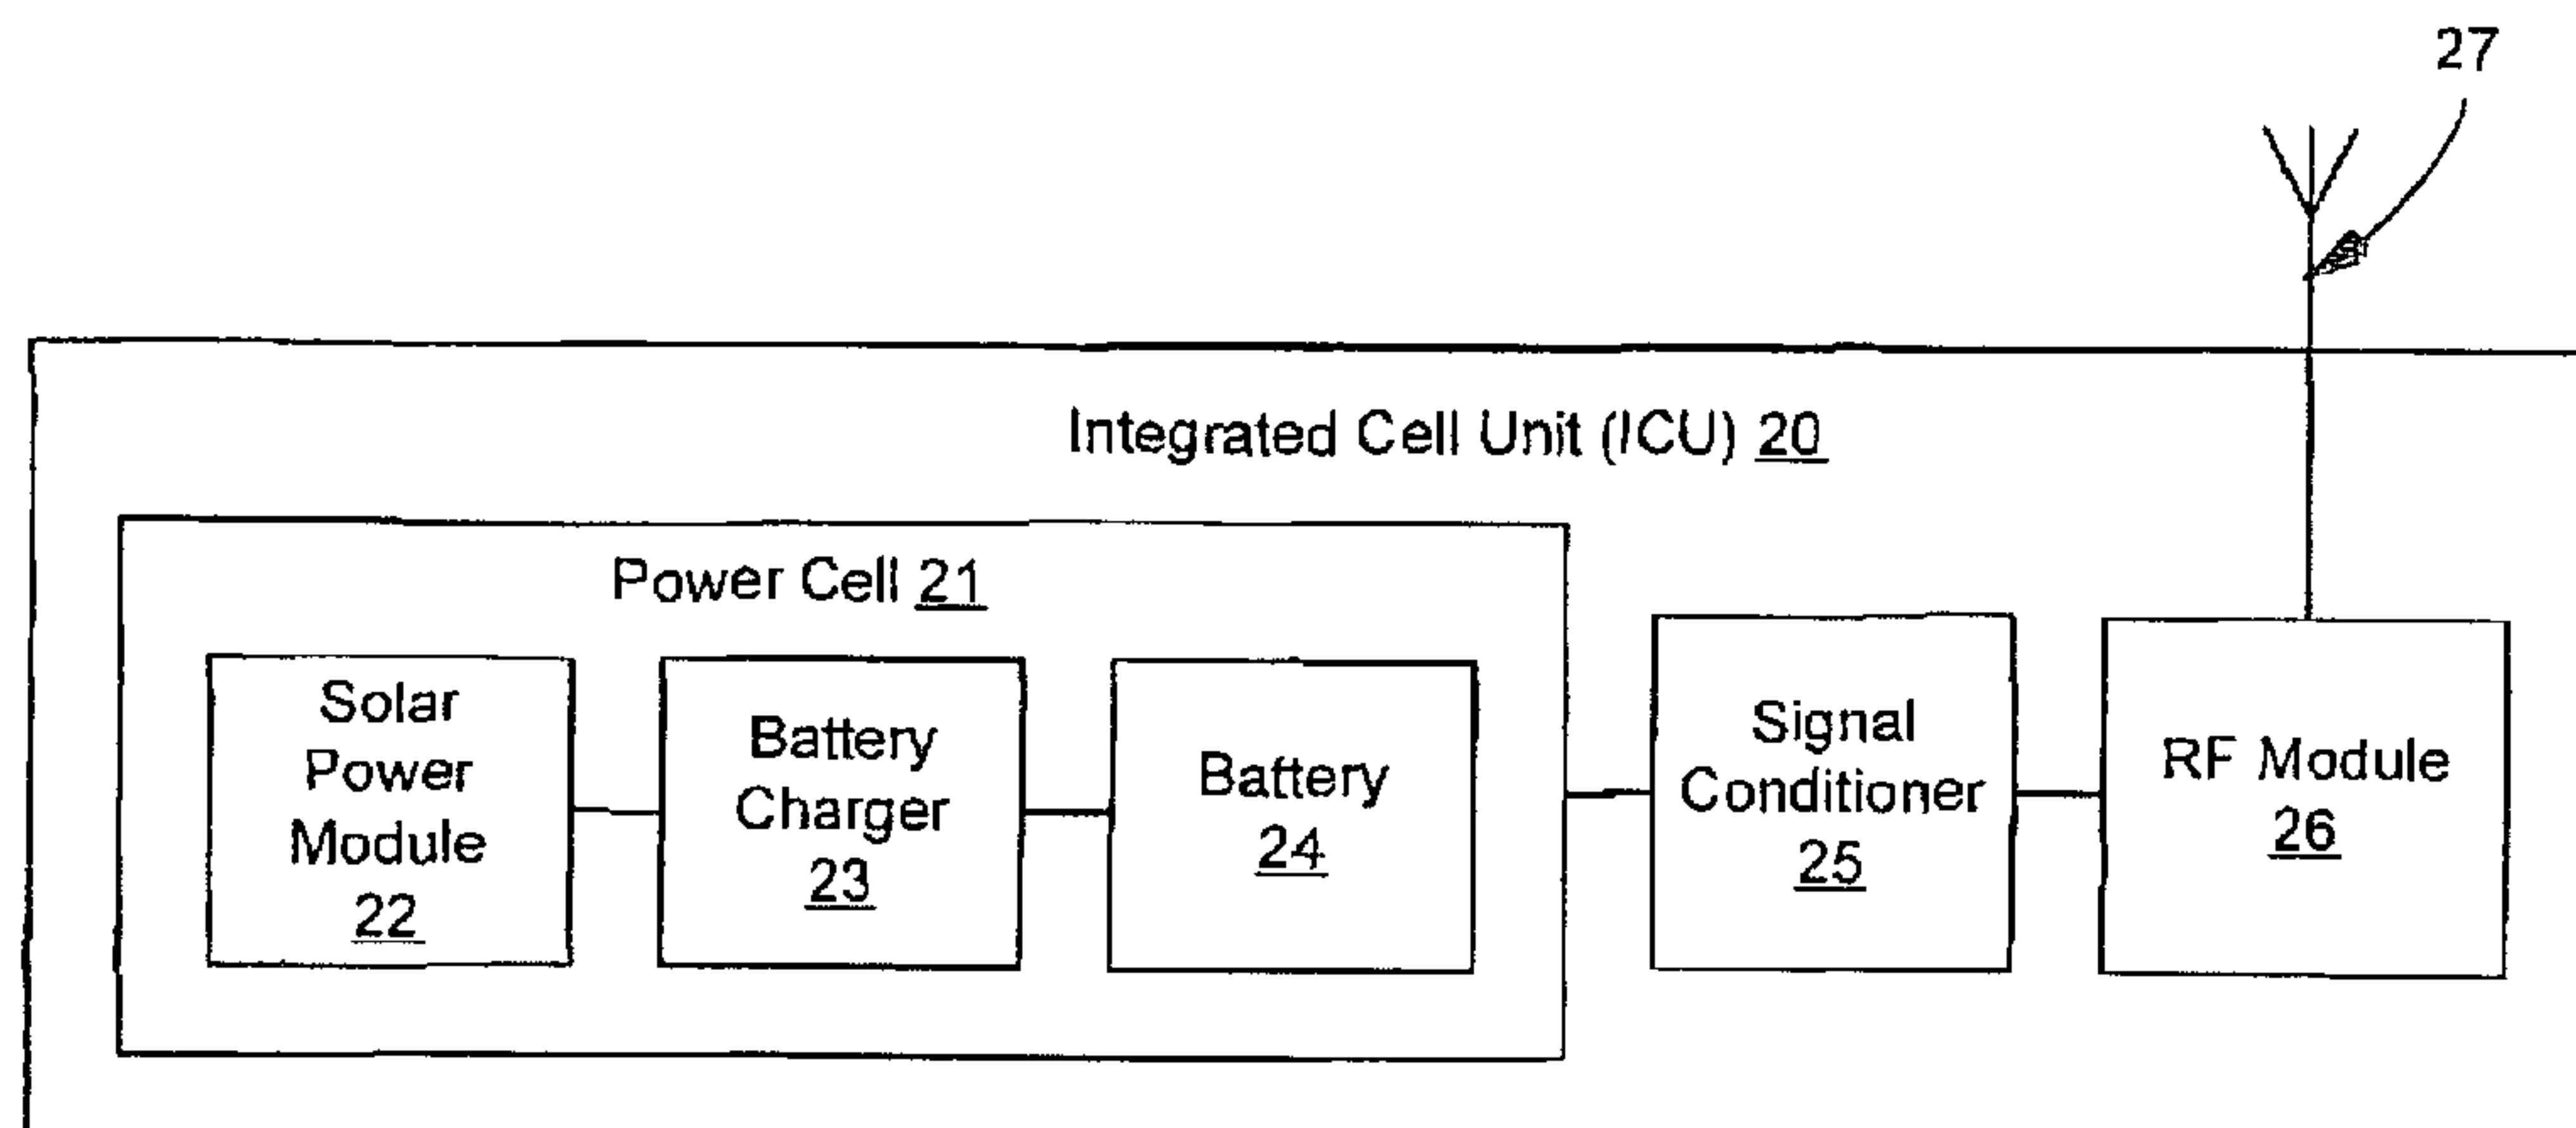 27
Integrated Cell Unit (ICU) 20
Power Cell 21
Solar
Power
Module
22
Battery
Charger
23
Battery
24
Signal
Conditioner
25
RF Module
26